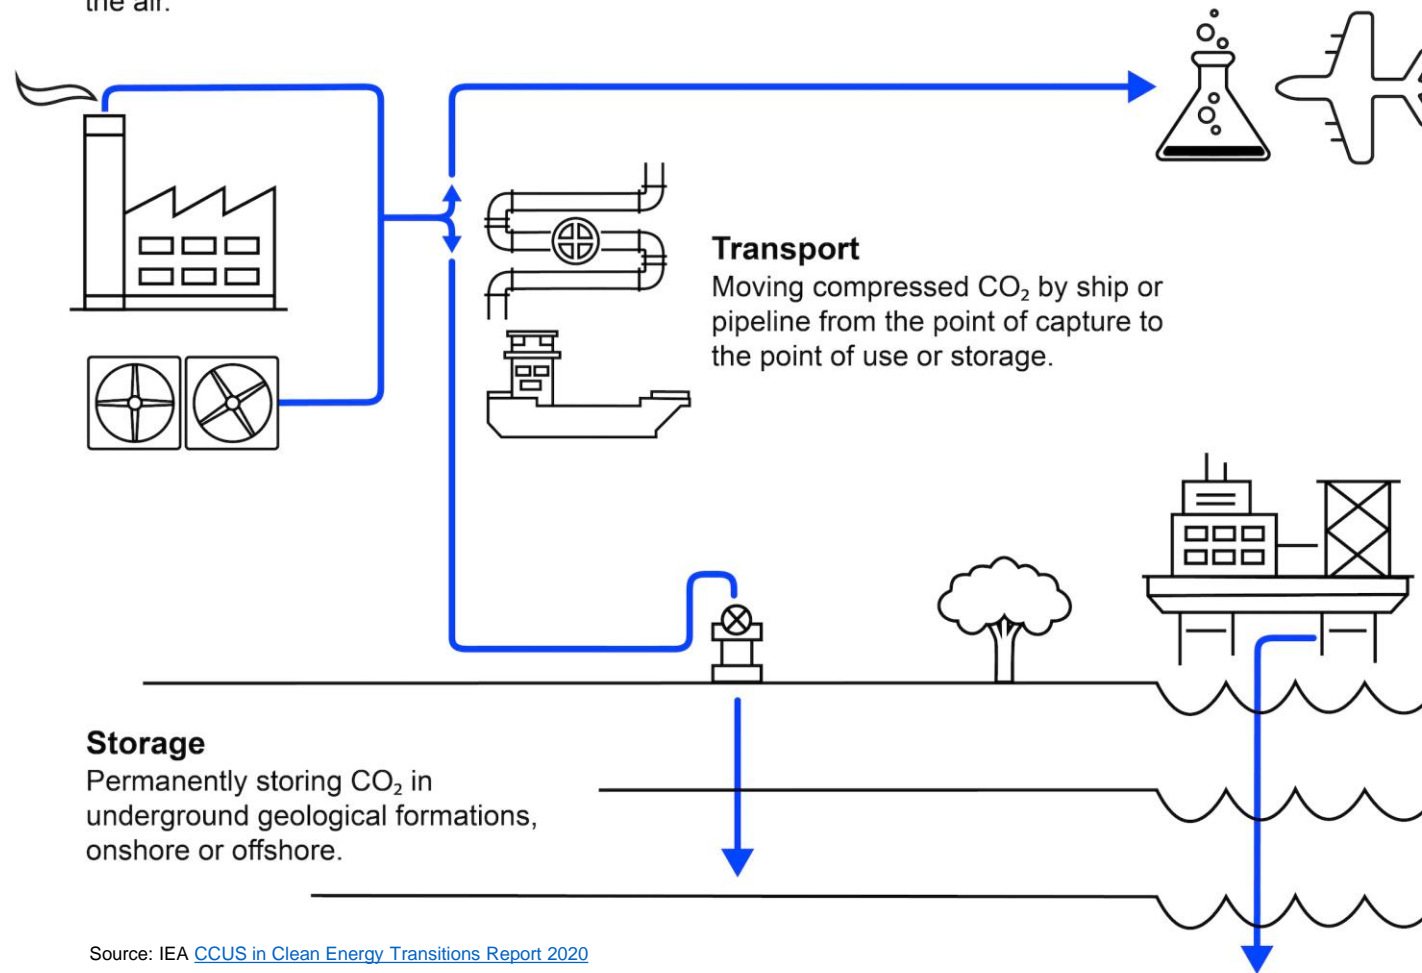 the air.
Transport
Moving compressed CO₂ by ship or
pipeline from the point of capture to
the point of use or storage.
Storage
Permanently storing CO₂ in
underground geological formations,
onshore or offshore.
Source: IEA CCUS in Clean Energy Transitions Report 2020